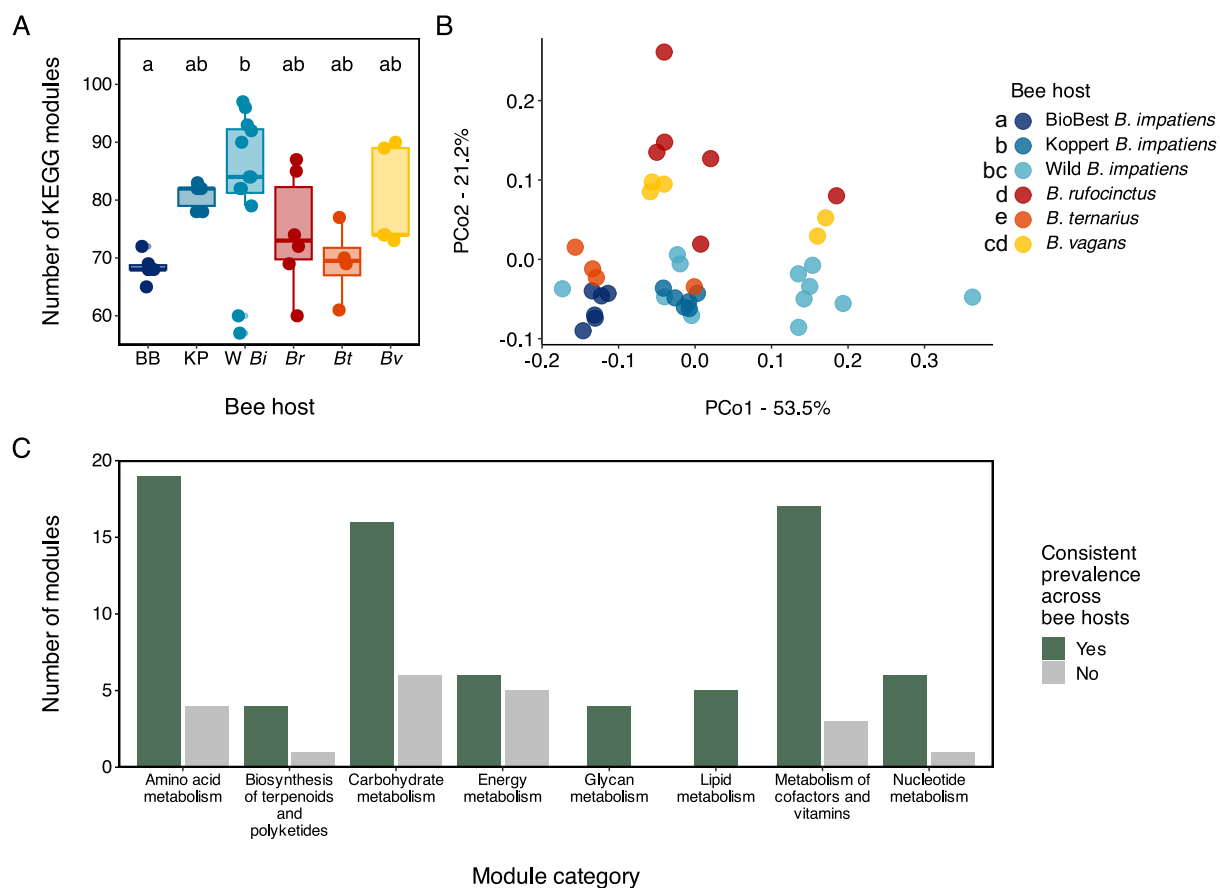 A
Number of KEGG modules
100
90
80
70
60
a ab b ab ab ab
BB KP W Bi Br Bt Bv
Bee host
B
PCo2 - 21.2%
0.2
0.1
0.0
-0.1
-0.2 -0.1 0.0 0.1 0.2 0.3
PCo1 - 53.5%
Bee host
a BioBest B. impatiens
b Koppert B. impatiens
bc Wild B. impatiens
d B. rufocinctus
e B. ternarius
cd B. vagans
C
Number of modules
20
15
10
5
0
Amino acid
metabolism
Biosynthesis
of terpenoids
and
polyketides
Carbohydrate
metabolism
Energy
metabolism
Glycan
metabolism
Lipid
metabolism
Metabolism of
cofactors and
vitamins
Nucleotide
metabolism
Module category
Consistent
prevalence
across
bee hosts
Yes
No